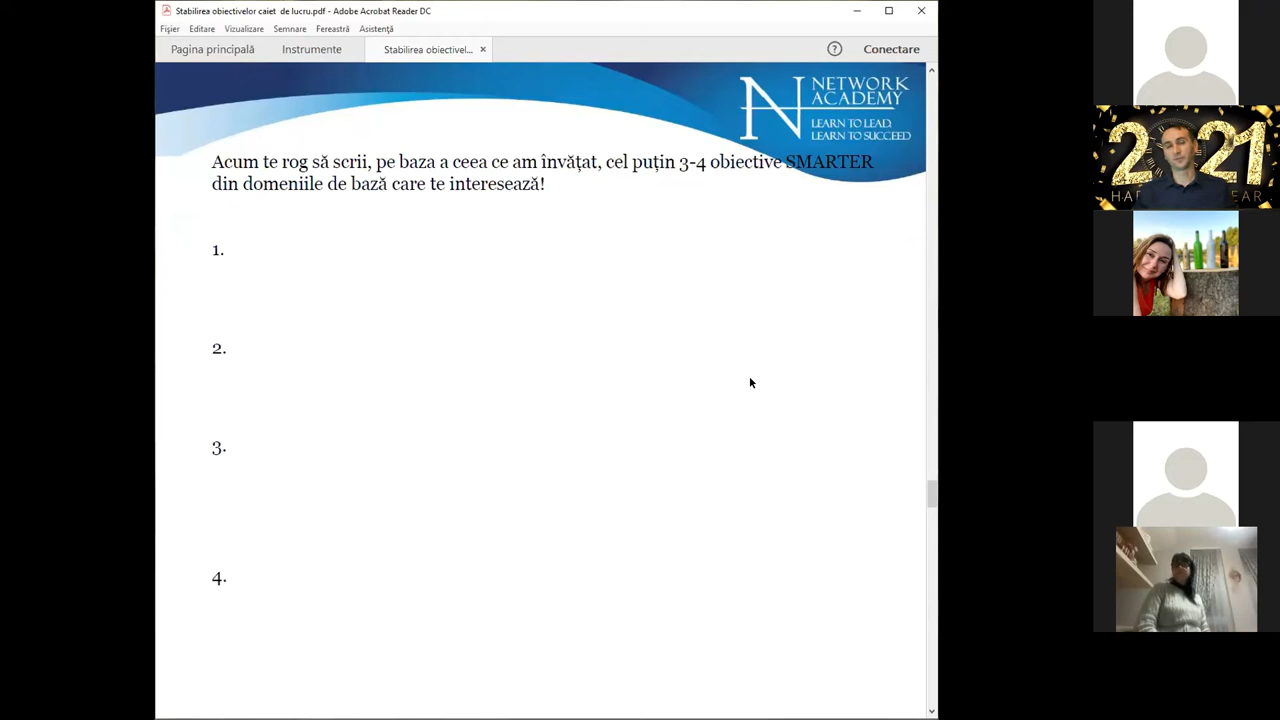 Stabilirea obiectivelor caiet  de lucru.pdf - Adobe Acrobat Reader DC
Fișier Editare Vizualizare Semnare Fereastră Asistență
Pagina principală Instrumente Stabilirea obiectivel... × ? Conectare
NETWORK
ACADEMY
LEARN TO LEAD.
LEARN TO SUCCEED
Acum te rog să scrii, pe baza a ceea ce am învățat, cel puțin 3-4 obiective SMARTER
din domeniile de bază care te interesează!
1.
2.
3.
4.
2021